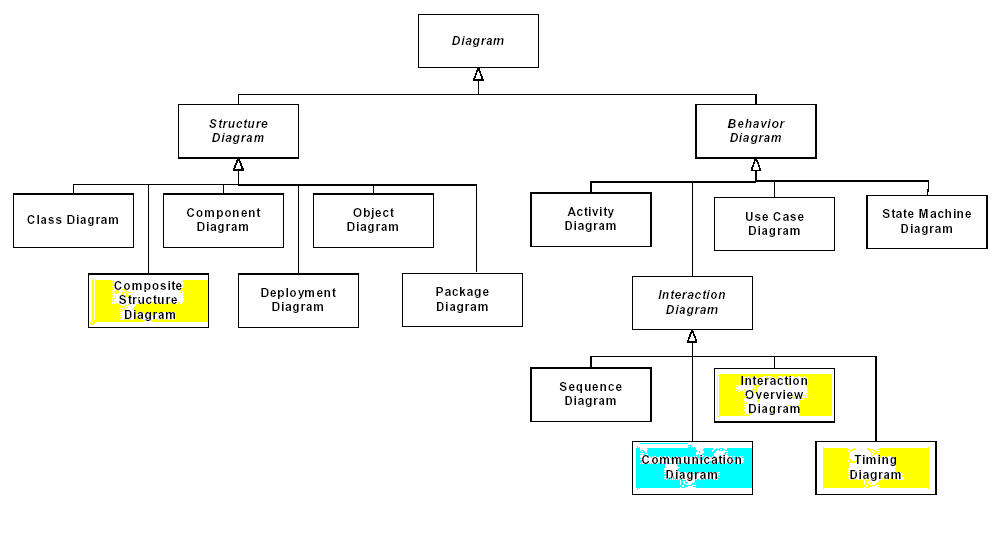 Diagram
Structure
Diagram
Behavior
Diagram
Class Diagram
Component
Diagram
Object
Diagram
Activity
Diagram
Use Case
Diagram
State Machine
Diagram
Composite
Structure
Diagram
Deployment
Diagram
Package
Diagram
Interaction
Diagram
Sequence
Diagram
Interaction
Overview
Diagram
Communication
Diagram
Timing
Diagram